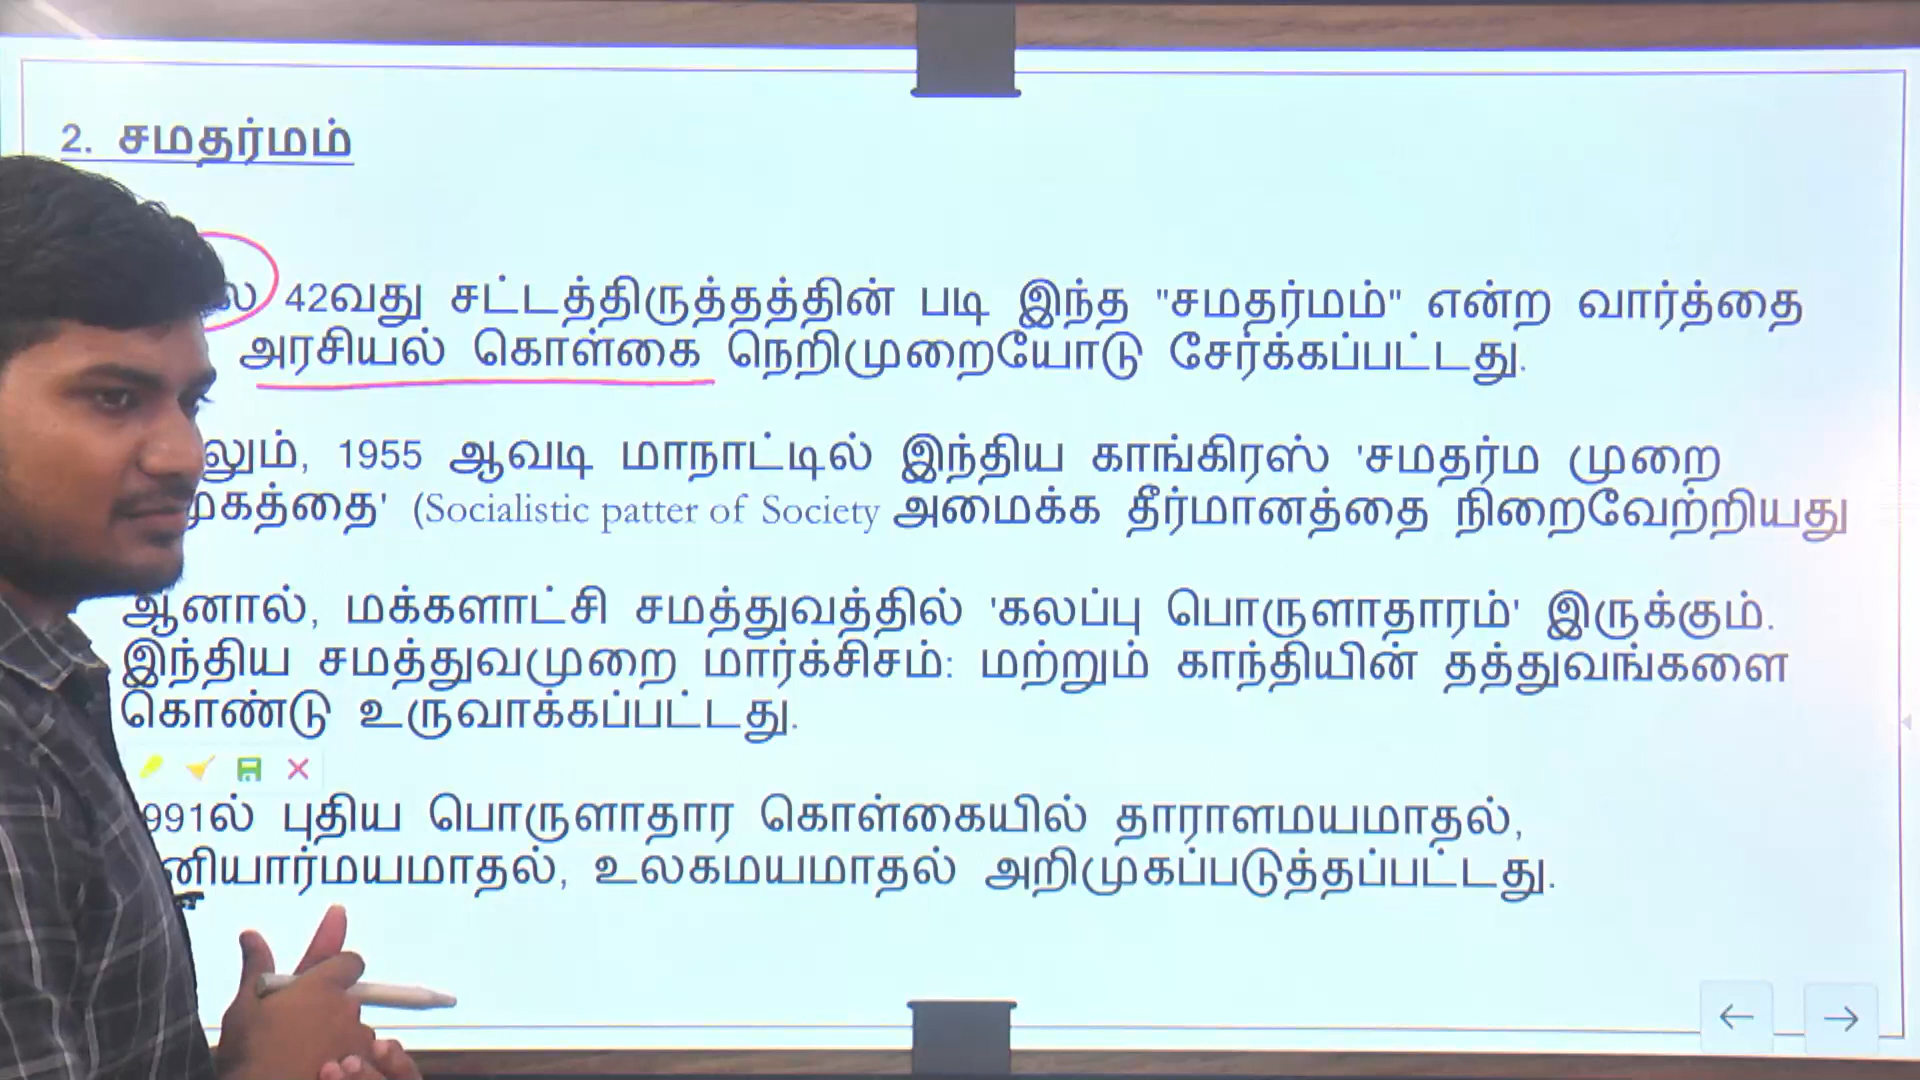 2. சமதர்மம்
42வது சட்டத்திருத்தத்தின் படி இந்த "சமதர்மம்" என்ற வார்த்தை
அரசியல் கொள்கை நெறிமுறையோடு சேர்க்கப்பட்டது.
1955 ஆவடி மாநாட்டில் இந்திய காங்கிரஸ் 'சமதர்ம முறை
(Socialistic patter of Society அமைக்க தீர்மானத்தை நிறைவேற்றியது
ஆனால், மக்களாட்சி சமத்துவத்தில் 'கலப்பு பொருளாதாரம்' இருக்கும்.
இந்திய சமத்துவமுறை மார்க்சிசம்: மற்றும் காந்தியின் தத்துவங்களை
கொண்டு உருவாக்கப்பட்டது.
புதிய பொருளாதார கொள்கையில் தாராளமயமாதல்,
உலகமயமாதல் அறிமுகப்படுத்தப்பட்டது.